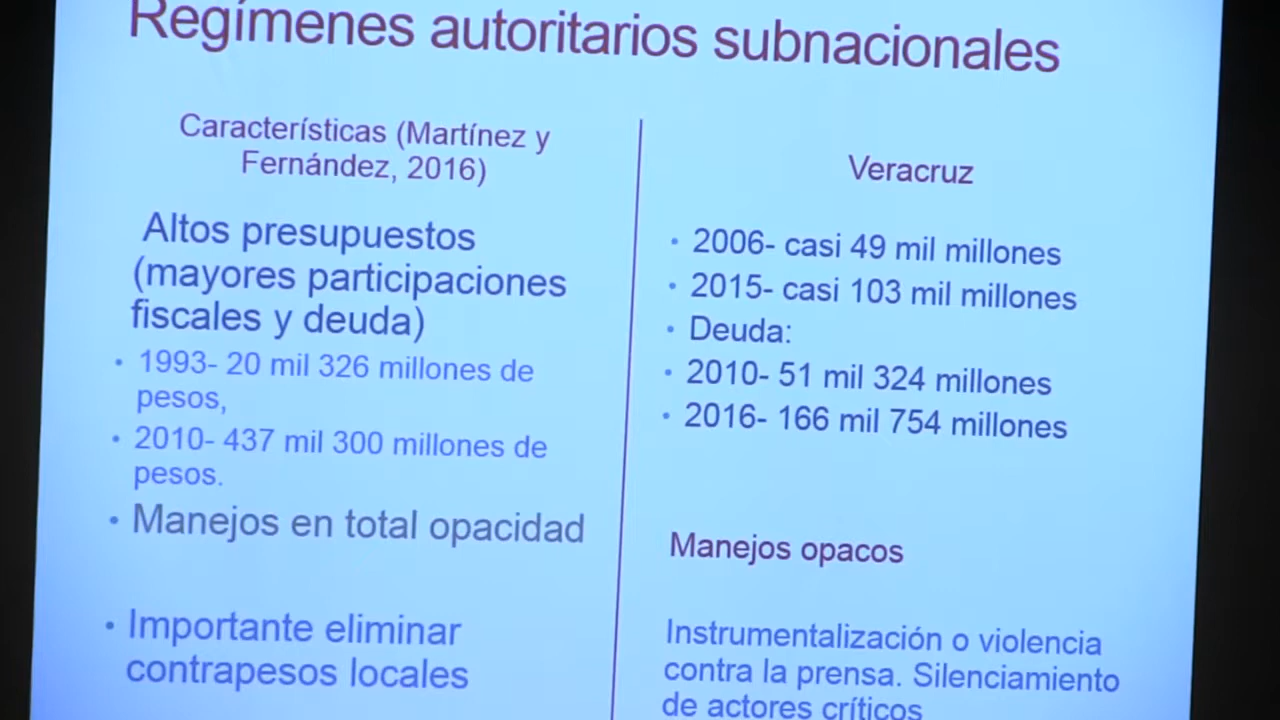 Regímenes autoritarios subnacionales
Características (Martínez y
Fernández, 2016)
Altos presupuestos
(mayores participaciones
fiscales y deuda)
• 1993- 20 mil 326 millones de
pesos,
• 2010- 437 mil 300 millones de
pesos.
• Manejos en total opacidad
• Importante eliminar
contrapesos locales
Veracruz
• 2006- casi 49 mil millones
• 2015- casi 103 mil millones
• Deuda:
• 2010- 51 mil 324 millones
• 2016- 166 mil 754 millones
Manejos opacos
Instrumentalización o violencia
contra la prensa. Silenciamiento
de actores críticos